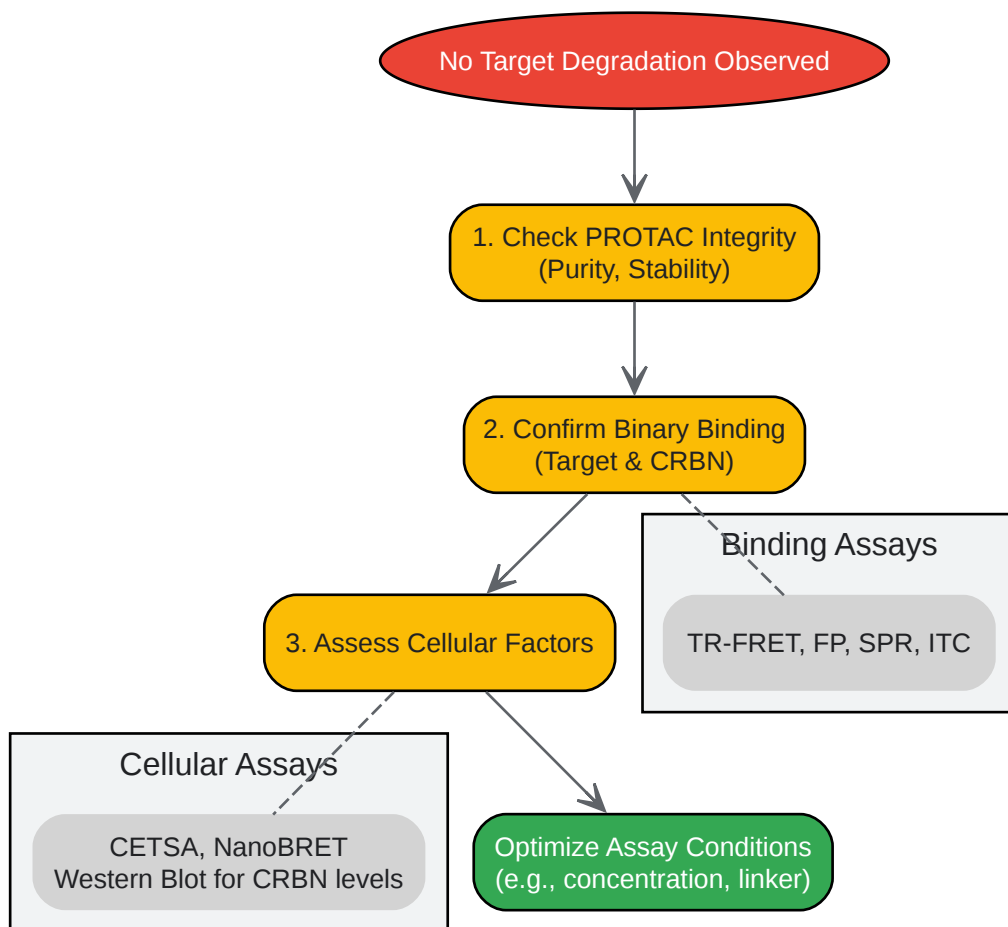 No Target Degradation Observed
1. Check PROTAC Integrity
(Purity, Stability)
2. Confirm Binary Binding
(Target & CRBN)
Binding Assays
TR-FRET, FP, SPR, ITC
3. Assess Cellular Factors
Cellular Assays
CETSA, NanoBRET
Western Blot for CRBN levels
Optimize Assay Conditions
(e.g., concentration, linker)